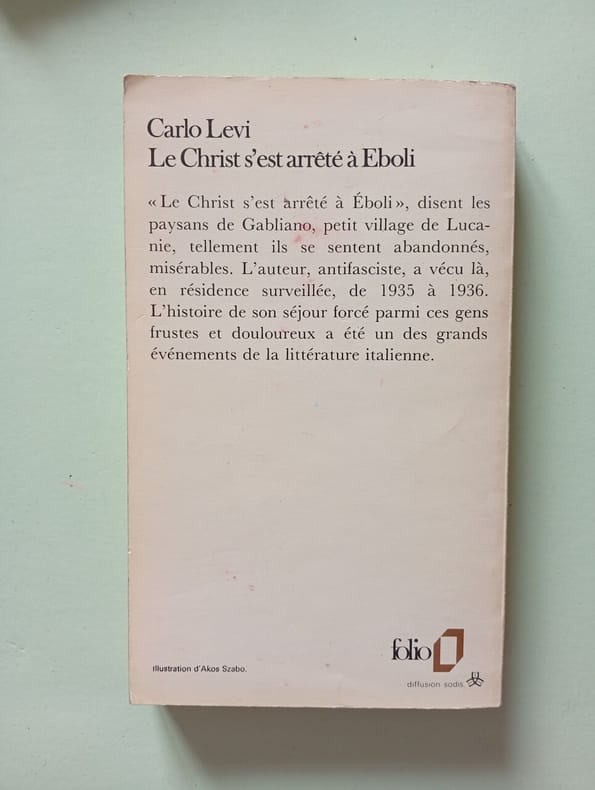 Carlo Levi
Le Christ s'est arrêté à Eboli
« Le Christ s'est arrêté à Éboli », disent les
paysans de Gabliano, petit village de Luca-
nie, tellement ils se sentent abandonnés,
misérables. L'auteur, antifasciste, a vécu là,
en résidence surveillée, de 1935 à 1936.
L'histoire de son séjour forcé parmi ces gens
frustes et douloureux a été un des grands
événements de la littérature italienne.
folio
Illustration d'Akos Szabo.
diffusion sodis